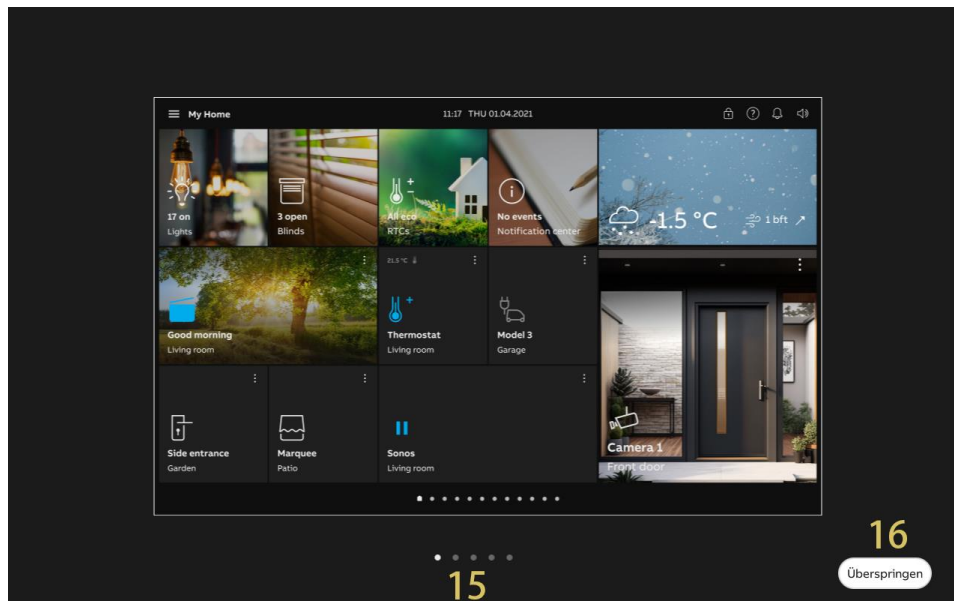 My Home
11:17 THU 01.04.2021
17 on
Lights
3 open
Blinds
All eco
RTCs
No events
Notification center
-1.5 °C
1 bft
Good morning
Living room
21.5 °C
Thermostat
Living room
Model 3
Garage
Side entrance
Garden
Marquee
Patio
Sonos
Living room
Camera 1
Front door
15
16
Überspringen